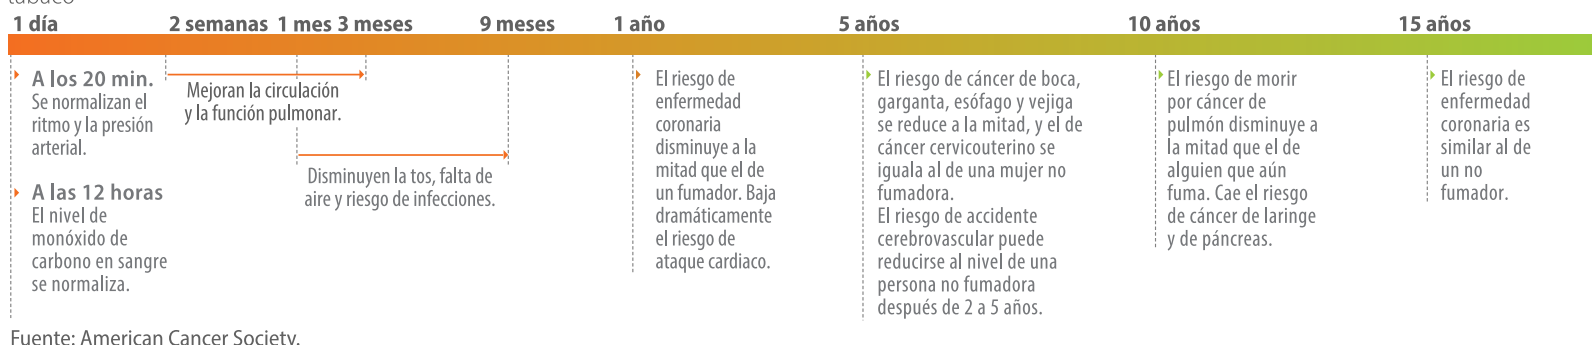 tabaco
1 día
2 semanas
1 mes
3 meses
9 meses
1 año
5 años
10 años
15 años
A los 20 min.
Se normalizan el
ritmo y la presión
arterial.
A las 12 horas
El nivel de
monóxido de
carbono en sangre
se normaliza.
Mejoran la circulación
y la función pulmonar.
Disminuyen la tos, falta de
aire y riesgo de infecciones.
El riesgo de
enfermedad
coronaria
disminuye a la
mitad que el de
un fumador. Baja
dramáticamente
el riesgo de
ataque cardiaco.
El riesgo de cáncer de boca,
garganta, esófago y vejiga
se reduce a la mitad, y el de
cáncer cervicouterino se
iguala al de una mujer no
fumadora.
El riesgo de accidente
cerebrovascular puede
reducirse al nivel de una
persona no fumadora
después de 2 a 5 años.
El riesgo de morir
por cáncer de
pulmón disminuye a
la mitad que el de
alguien que aún
fuma. Cae el riesgo
de cáncer de laringe
y de páncreas.
El riesgo de
enfermedad
coronaria es
similar al de
un no
fumador.
Fuente: American Cancer Society.